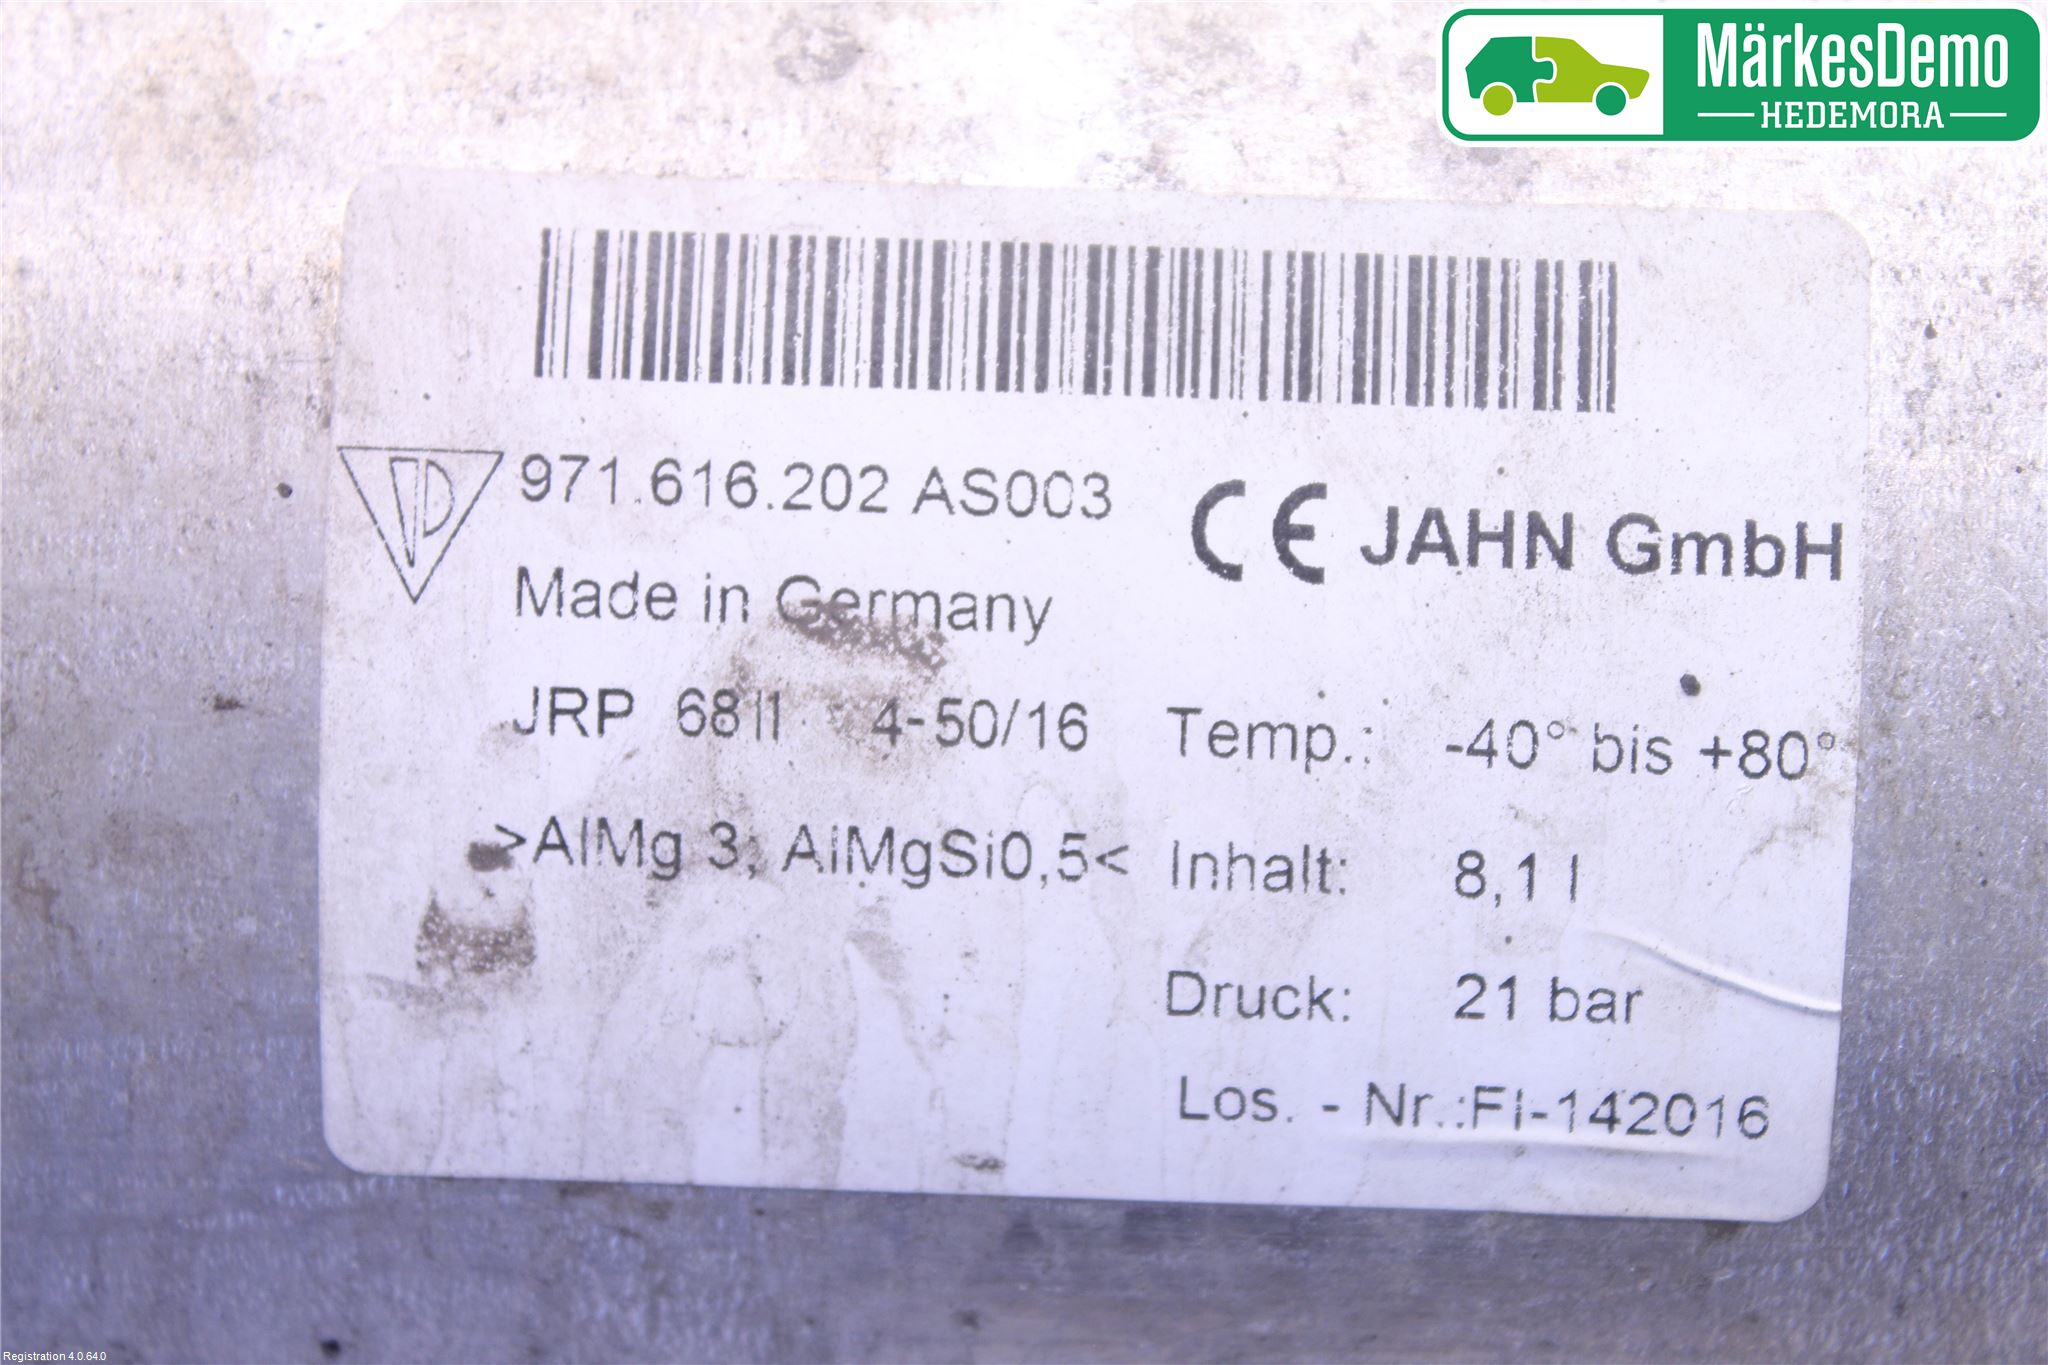 MärkesDemo
HEDEMORA
971.616.202 AS003
CE JAHN GmbH
Made in Germany
JRP 68 II 4-50/16
Temp.: -40° bis +80°
>AlMg 3; AlMgSi0,5<
Inhalt: 8,1 l
Druck: 21 bar
Los. - Nr.:FI-142016
Registration 4.0.64.0